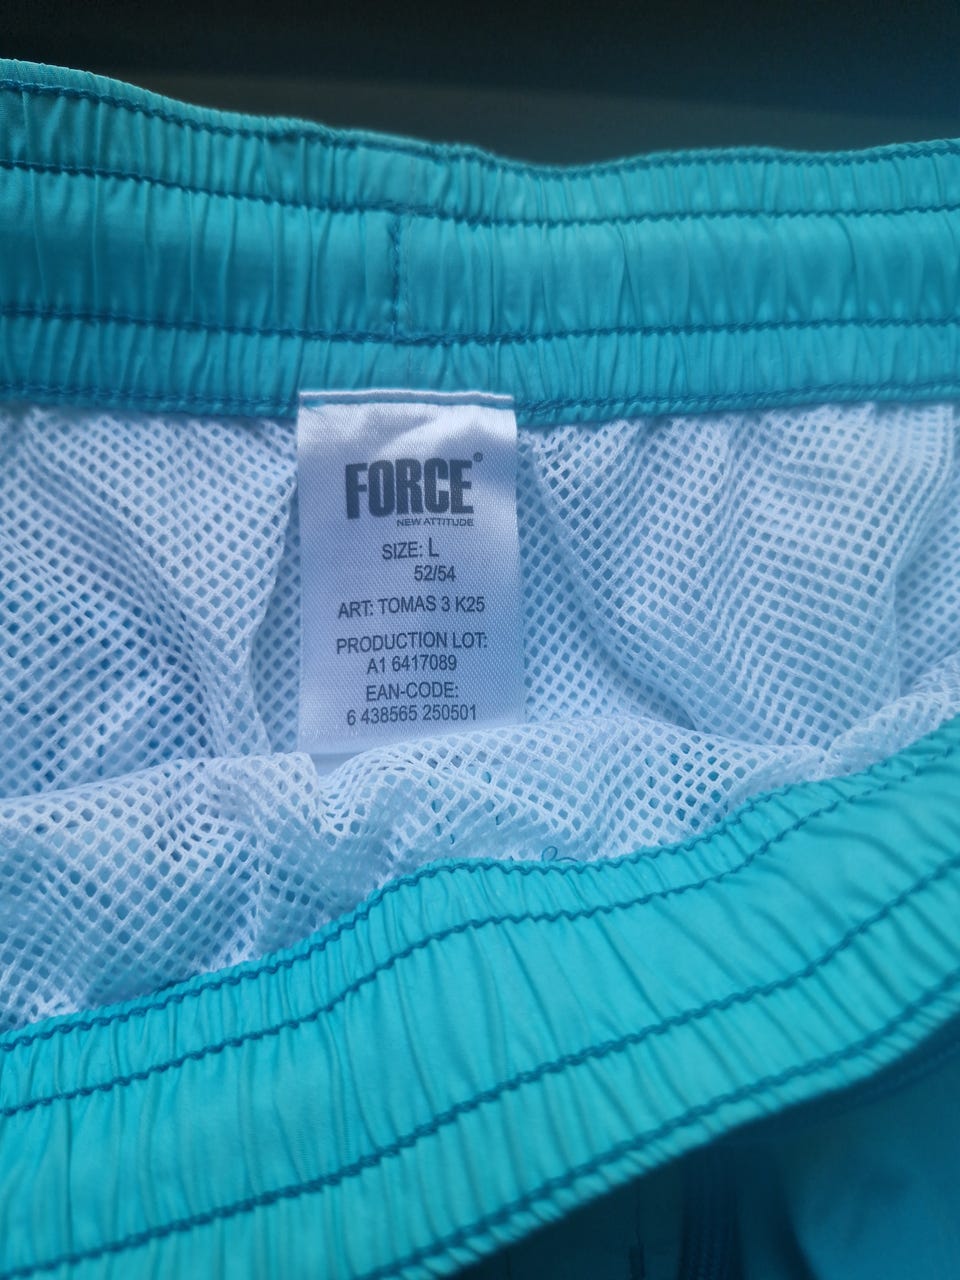 FORCE®
NEW ATTITUDE
SIZE: L
52/54
ART: TOMAS 3 K25
PRODUCTION LOT:
A1 6417089
EAN-CODE:
6 438565 250501